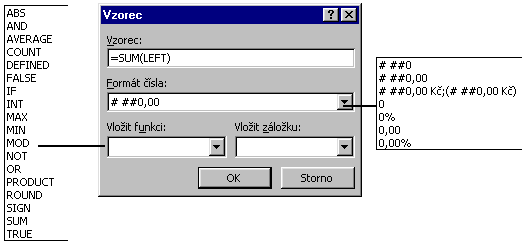 ABS
AND
AVERAGE
COUNT
DEFINED
FALSE
IF
INT
MAX
MIN
MOD
NOT
OR
PRODUCT
ROUND
SIGN
SUM
TRUE
Vzorec
Vzorec:
=SUM(LEFT)
Formát čísla:
# ##0,00
Vložit funkci: Vložit záložku:
OK Storno
# ##0
# ##0,00
# ##0,00 Kč;(# ##0,00 Kč)
0
0%
0,00
0,00%